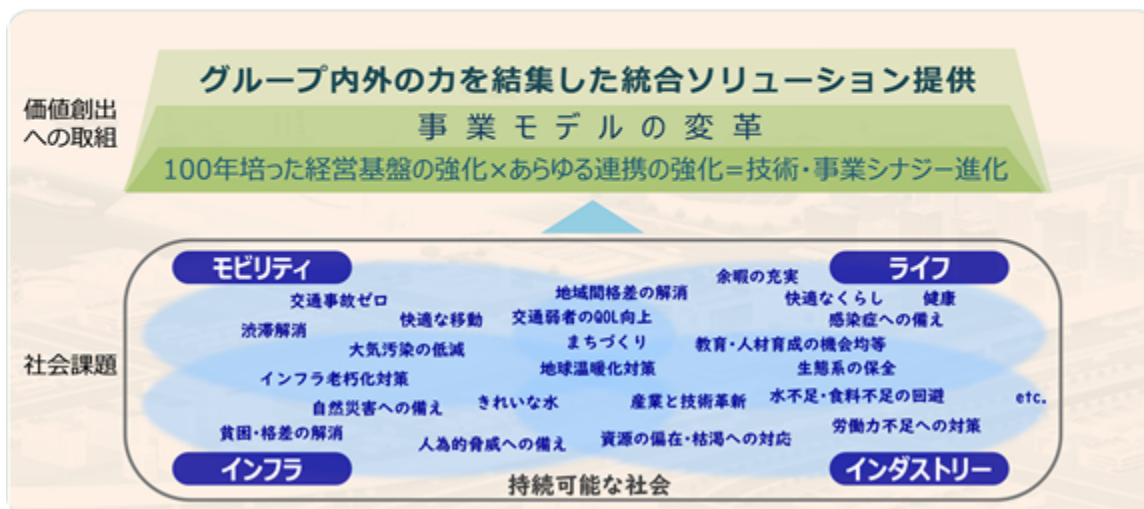 価値創出
への取組
グループ内外の力を結集した統合ソリューション提供
事業モデルの変革
100年培った経営基盤の強化×あらゆる連携の強化=技術・事業シナジー進化
社会課題
モビリティ
ライフ
余暇の充実
交通事故ゼロ
地域間格差の解消
快適なくらし
健康
渋滞解消
快適な移動
交通弱者のQOL向上
感染症への備え
大気汚染の低減
まちづくり
教育・人材育成の機会均等
インフラ老朽化対策
地球温暖化対策
生態系の保全
自然災害への備え
きれいな水
産業と技術革新
水不足・食料不足の回避
etc.
貧困・格差の解消
人為的脅威への備え
資源の偏在・枯渇への対応
労働力不足への対策
インフラ
インダストリー
持続可能な社会